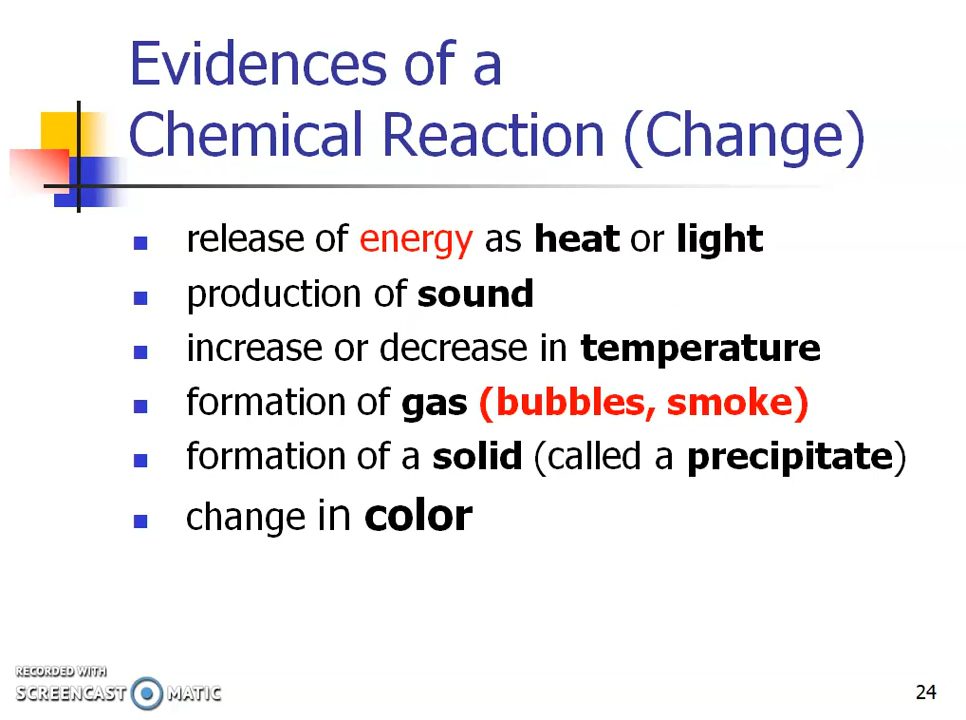 Evidences of a
Chemical Reaction (Change)
release of energy as heat or light
production of sound
increase or decrease in temperature
formation of gas (bubbles, smoke)
formation of a solid (called a precipitate)
change in color
RECORDED WITH
SCREENCAST MATIC
24